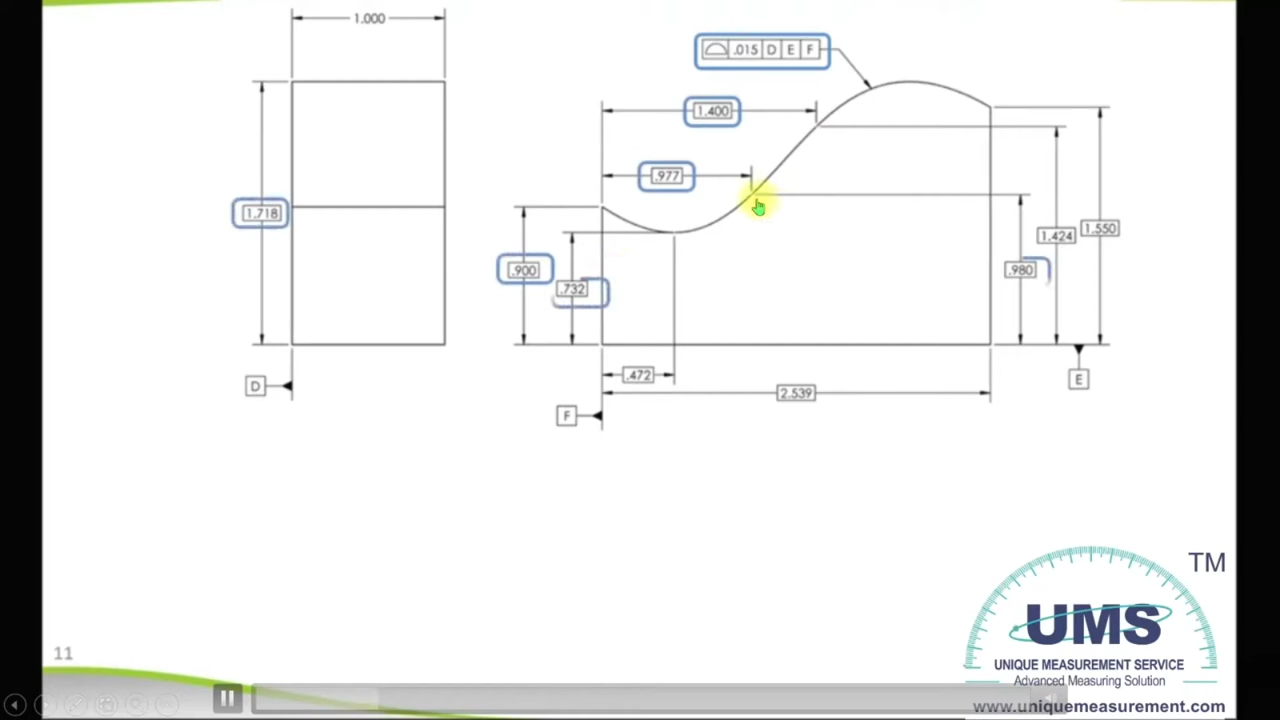 1.000
⌓ .015 D E F
1.400
.977
1.718
.900
.732
.980
1.424
1.550
.472
2.539
D
F
E
11
UMS TM
UNIQUE MEASUREMENT SERVICE
Advanced Measuring Solution
www.uniquemeasurement.com